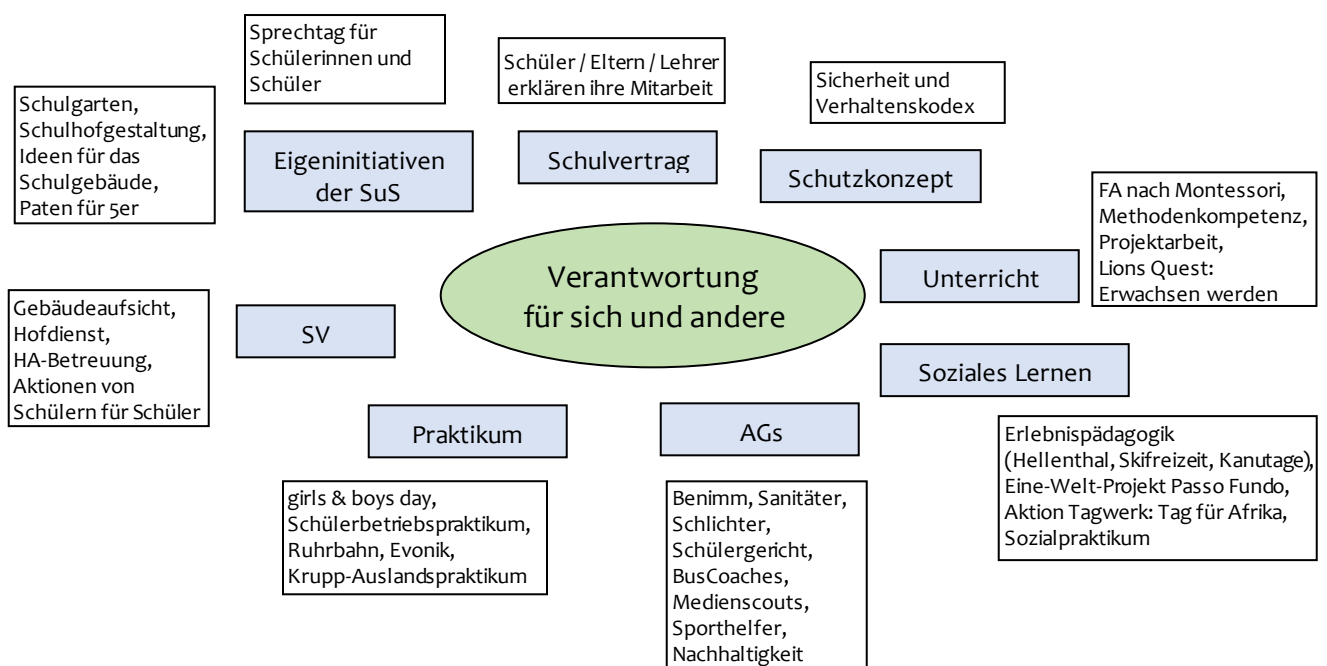 Sprechtag für
Schülerinnen und
Schüler
Schüler / Eltern / Lehrer
erklären ihre Mitarbeit
Sicherheit und
Verhaltenskodex
Schulgarten,
Schulhofgestaltung,
Ideen für das
Schulgebäude,
Paten für 5er
Eigeninitiativen
der SuS
Schulvertrag
Schutzkonzept
FA nach Montessori,
Methodenkompetenz,
Projektarbeit,
Lions Quest:
Erwachsen werden
Verantwortung
für sich und andere
Unterricht
Gebäudeaufsicht,
Hofdienst,
HA-Betreuung,
Aktionen von
Schülern für Schüler
SV
Soziales Lernen
Praktikum
AGs
Erlebnispädagogik
(Hellenthal, Skifreizeit, Kanutage),
Eine-Welt-Projekt Passo Fundo,
Aktion Tagwerk: Tag für Afrika,
Sozialpraktikum
girls & boys day,
Schülerbetriebspraktikum,
Ruhrbahn, Evonik,
Krupp-Auslandspraktikum
Benimm, Sanitäter,
Schlichter,
Schülergericht,
BusCoaches,
Medienscouts,
Sporthelfer,
Nachhaltigkeit